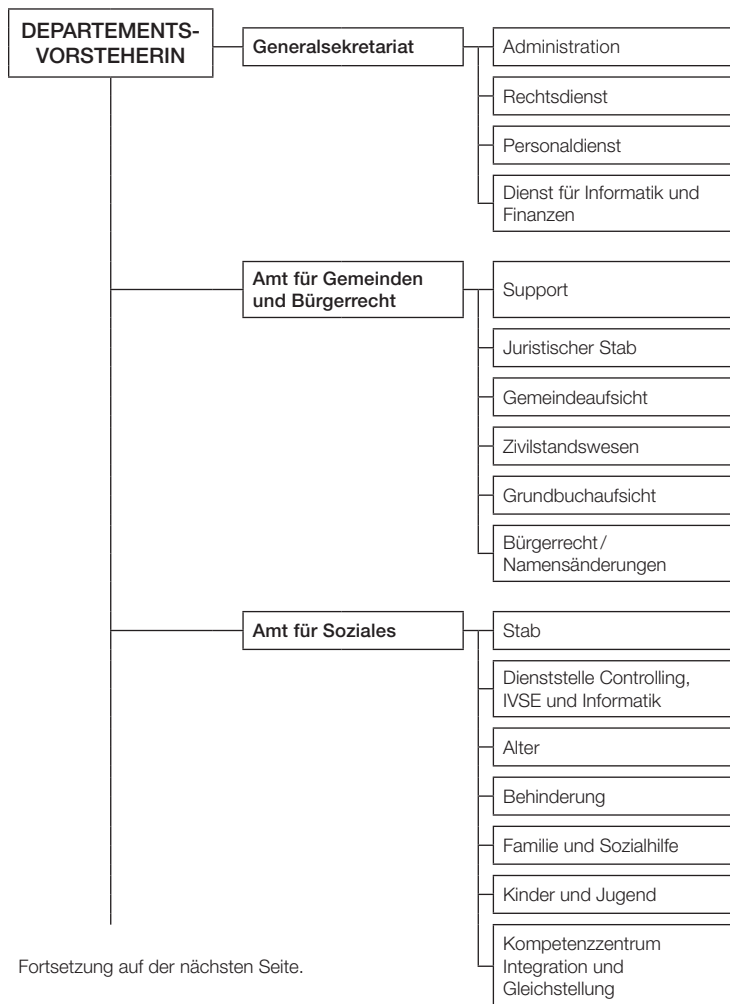 DEPARTEMENTS-
VORSTEHERIN
Generalsekretariat
Administration
Rechtsdienst
Personaldienst
Dienst für Informatik und
Finanzen
Amt für Gemeinden
und Bürgerrecht
Support
Juristischer Stab
Gemeindeaufsicht
Zivilstandswesen
Grundbuchaufsicht
Bürgerrecht/
Namensänderungen
Amt für Soziales
Stab
Dienststelle Controlling,
IVSE und Informatik
Alter
Behinderung
Familie und Sozialhilfe
Kinder und Jugend
Kompetenzzentrum
Integration und
Gleichstellung
Fortsetzung auf der nächsten Seite.